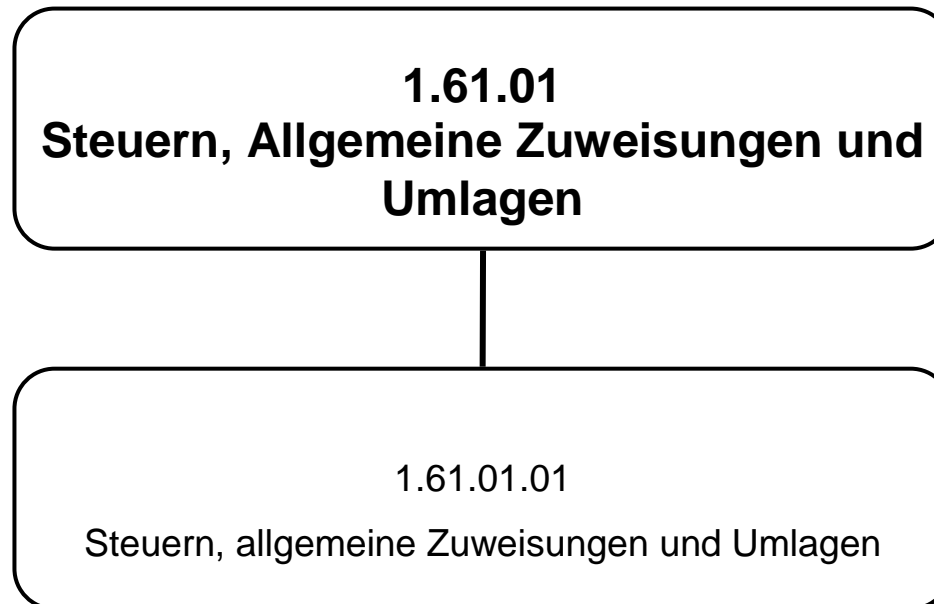 1.61.01
Steuern, Allgemeine Zuweisungen und
Umlagen
1.61.01.01
Steuern, allgemeine Zuweisungen und Umlagen